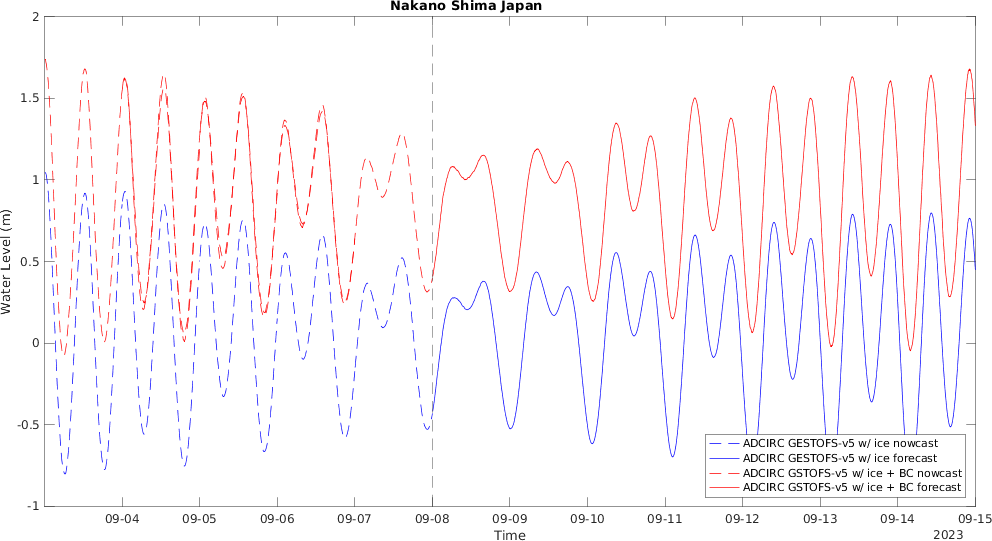 Nakano Shima Japan
2
1.5
1
0.5
0
-0.5
-1
Water Level (m)
ADCIRC GESTOFS-v5 w/ ice nowcast
ADCIRC GESTOFS-v5 w/ ice forecast
ADCIRC GSTOFS-v5 w/ ice + BC nowcast
ADCIRC GSTOFS-v5 w/ ice + BC forecast
09-04 09-05 09-06 09-07 09-08 09-09 09-10 09-11 09-12 09-13 09-14 09-15
Time
2023